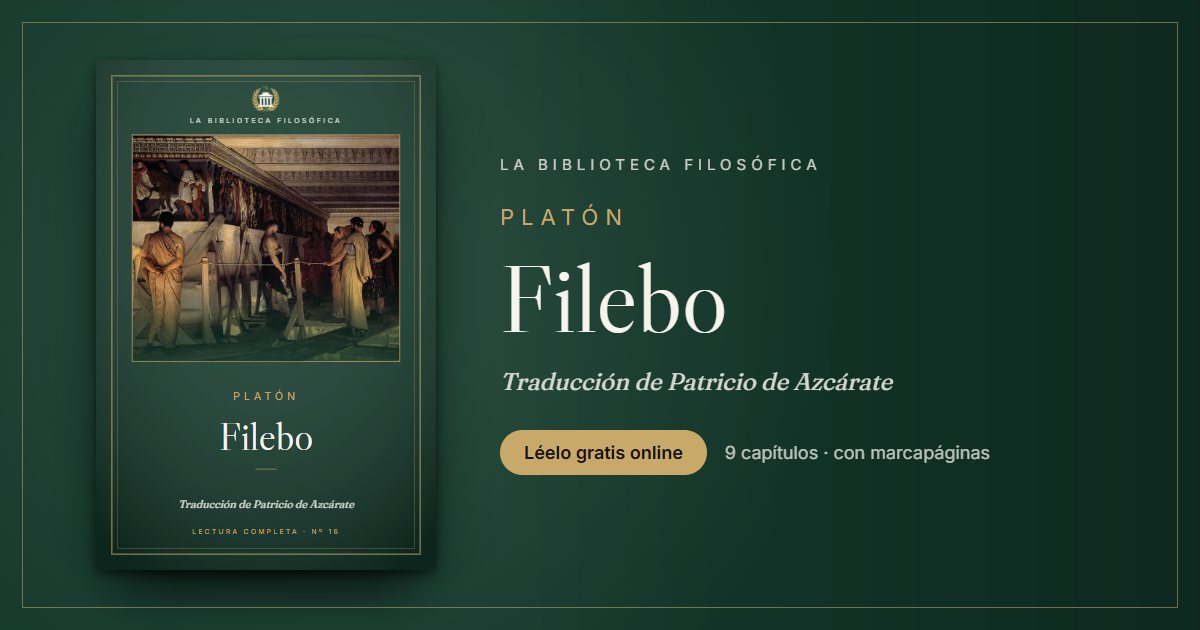 LA BIBLIOTECA FILOSÓFICA
PLATÓN
Filebo
Traducción de Patricio de Azcárate
LECTURA COMPLETA · Nº 16
LA BIBLIOTECA FILOSÓFICA
PLATÓN
Filebo
Traducción de Patricio de Azcárate
Léelo gratis online
9 capítulos · con marcapáginas